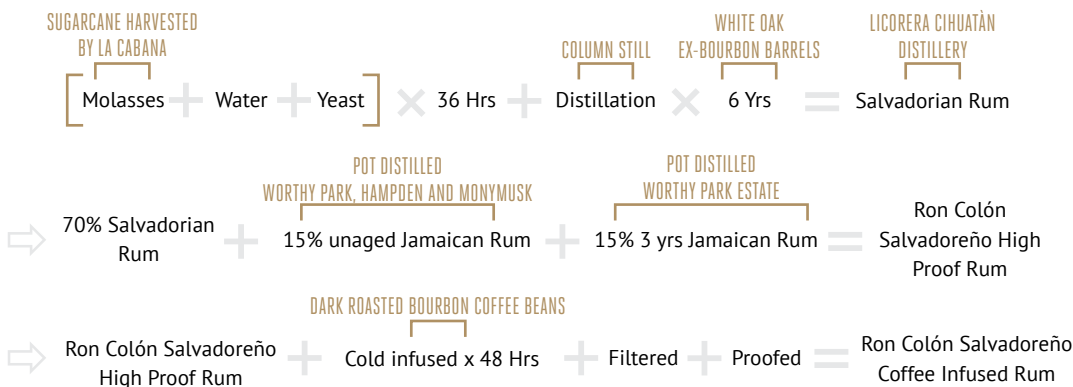 SUGARCANE HARVESTED
BY LA CABANA
COLUMN STILL
WHITE OAK
EX-BOURBON BARRELS
LICORERA CIHUATÀN
DISTILLERY
[ Molasses + Water + Yeast ] × 36 Hrs + Distillation × 6 Yrs = Salvadorian Rum
POT DISTILLED
WORTHY PARK, HAMPDEN AND MONYMUSK
POT DISTILLED
WORTHY PARK ESTATE
70% Salvadorian
Rum
+ 15% unaged Jamaican Rum + 15% 3 yrs Jamaican Rum =
Ron Colón
Salvadoreño High
Proof Rum
DARK ROASTED BOURBON COFFEE BEANS
Ron Colón Salvadoreño
High Proof Rum
+ Cold infused x 48 Hrs + Filtered + Proofed =
Ron Colón Salvadoreño
Coffee Infused Rum